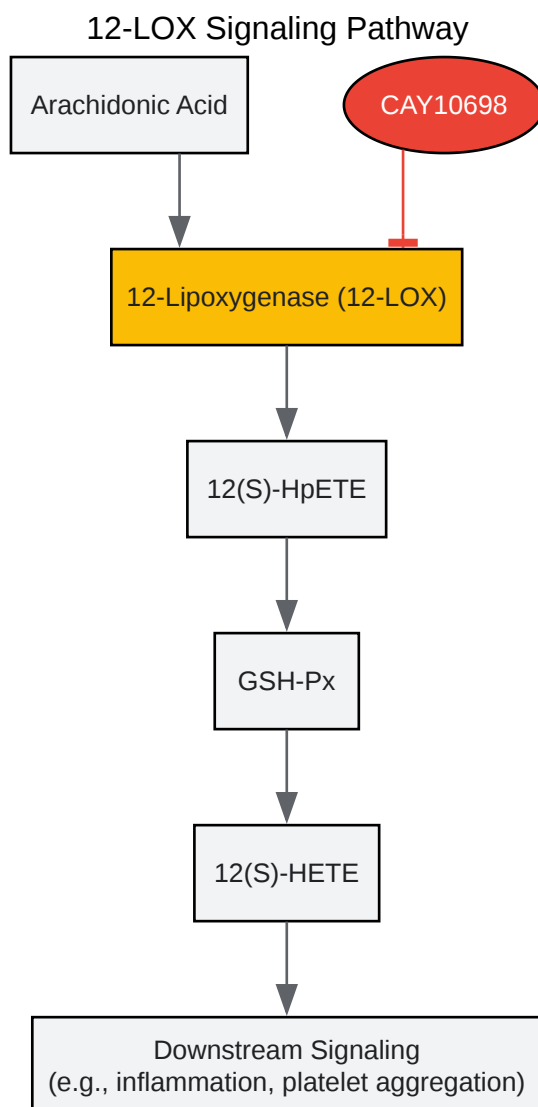 12-LOX Signaling Pathway
Arachidonic Acid
CAY10698
12-Lipoxygenase (12-LOX)
12(S)-HpETE
GSH-Px
12(S)-HETE
Downstream Signaling
(e.g., inflammation, platelet aggregation)